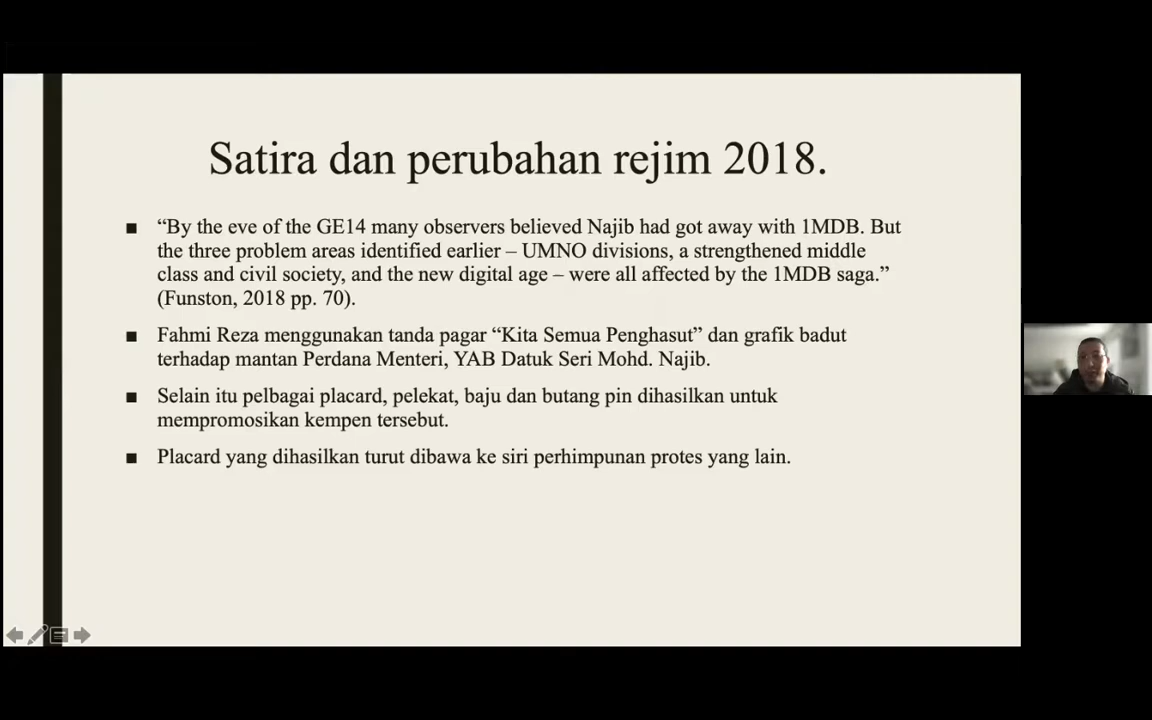 Satira dan perubahan rejim 2018.
■ “By the eve of the GE14 many observers believed Najib had got away with 1MDB. But
the three problem areas identified earlier – UMNO divisions, a strengthened middle
class and civil society, and the new digital age – were all affected by the 1MDB saga.”
(Funston, 2018 pp. 70).
■ Fahmi Reza menggunakan tanda pagar “Kita Semua Penghasut” dan grafik badut
terhadap mantan Perdana Menteri, YAB Datuk Seri Mohd. Najib.
■ Selain itu pelbagai placard, pelekat, baju dan butang pin dihasilkan untuk
mempromosikan kempen tersebut.
■ Placard yang dihasilkan turut dibawa ke siri perhimpunan protes yang lain.